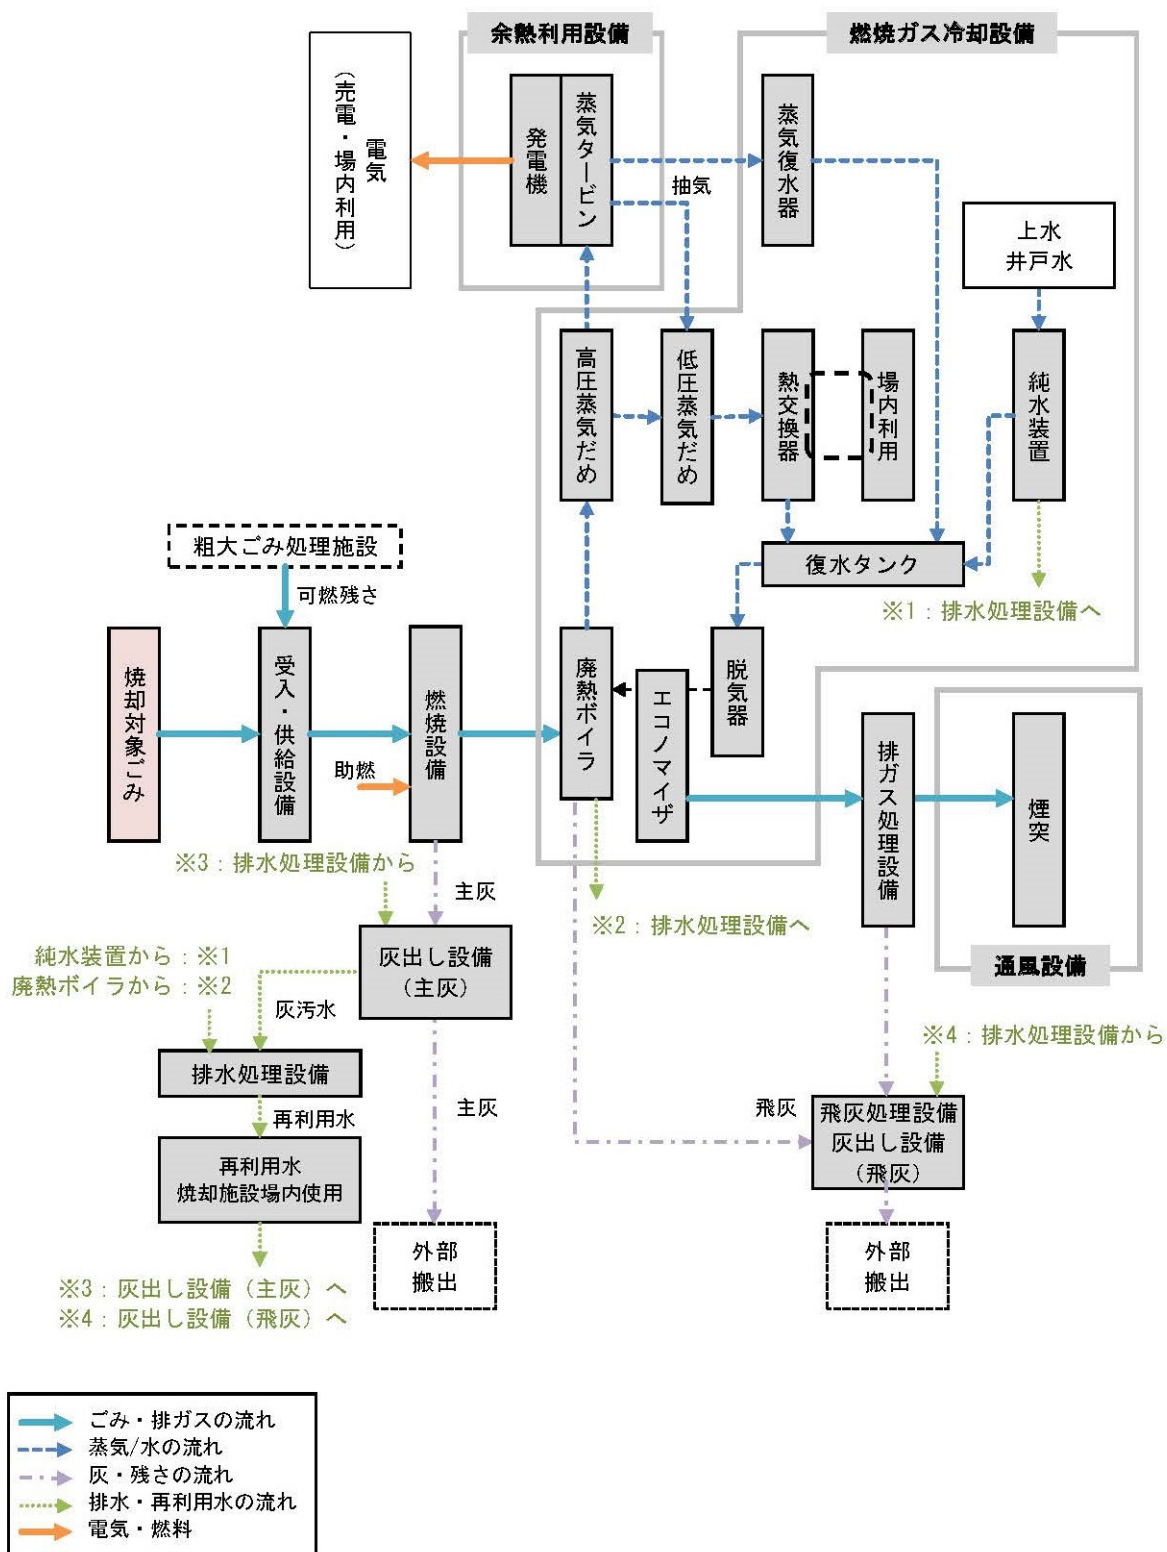 余熱利用設備
燃焼ガス冷却設備
電気
（売電・場内利用）
発電機
蒸気タービン
抽気
蒸気復水器
上水
井戸水
高圧蒸気だめ
低圧蒸気だめ
熱交換器
場内利用
純水装置
粗大ごみ処理施設
可燃残さ
復水タンク
※1：排水処理設備へ
焼却対象ごみ
受入・供給設備
燃焼設備
助燃
廃熱ボイラ
エコノマイザ
脱気器
排ガス処理設備
煙突
通風設備
※3：排水処理設備から
主灰
※2：排水処理設備へ
純水装置から：※1
廃熱ボイラから：※2
灰出し設備
（主灰）
灰汚水
※4：排水処理設備から
排水処理設備
主灰
飛灰
飛灰処理設備
灰出し設備
（飛灰）
再利用水
再利用水
焼却施設場内使用
外部
搬出
外部
搬出
※3：灰出し設備（主灰）へ
※4：灰出し設備（飛灰）へ
ごみ・排ガスの流れ
蒸気/水の流れ
灰・残さの流れ
排水・再利用水の流れ
電気・燃料